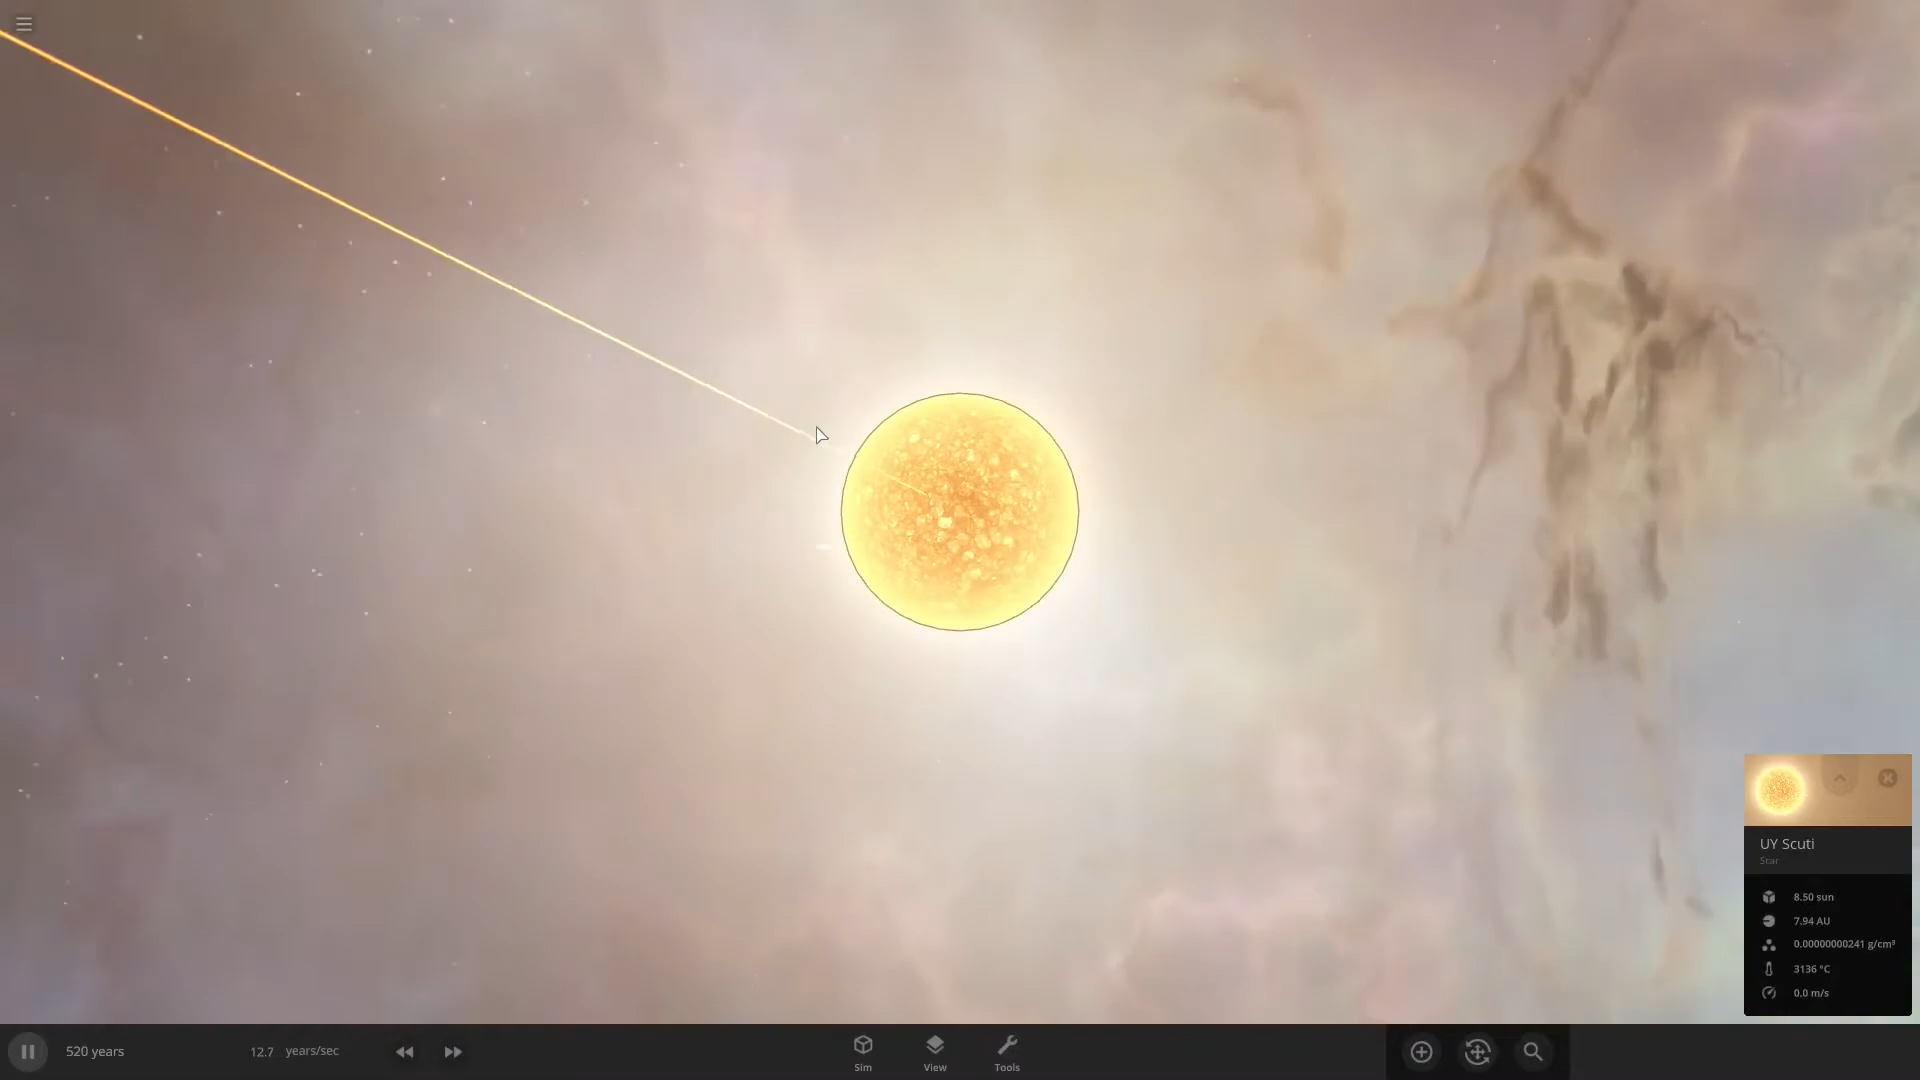 UY Scuti
Star
8.50 sun
7.94 AU
0.00000000241 g/cm³
3136 °C
0.0 m/s
520 years
12.7 years/sec
Sim
View
Tools